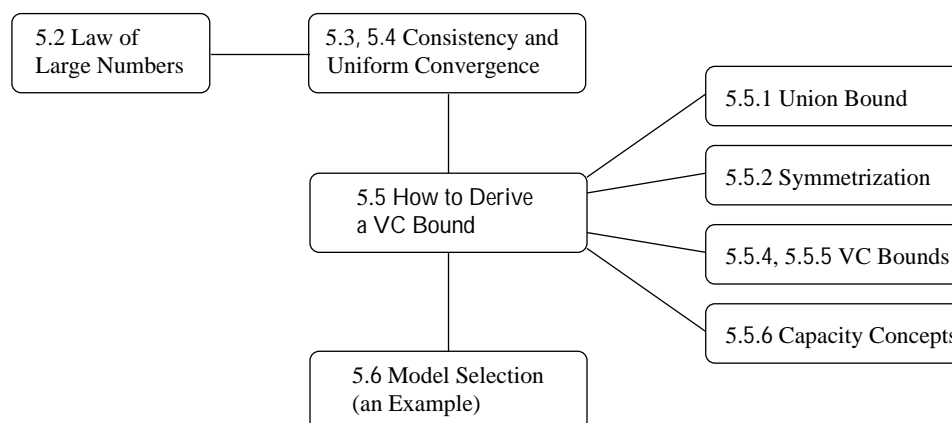 5.2 Law of
Large Numbers
5.3, 5.4 Consistency and
Uniform Convergence
5.5.1 Union Bound
5.5.2 Symmetrization
5.5 How to Derive
a VC Bound
5.5.4, 5.5.5 VC Bounds
5.5.6 Capacity Concepts
5.6 Model Selection
(an Example)